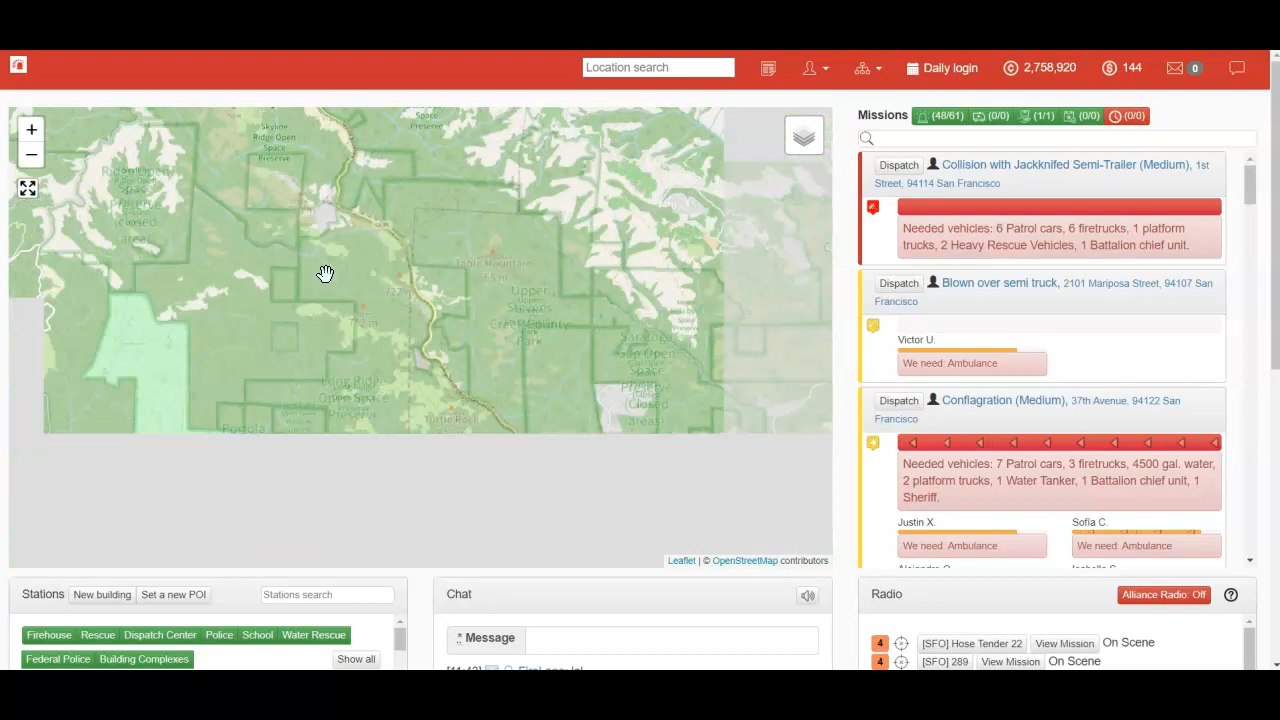 Location search
Daily login
2,758,920
144
0
+
−
Skyline
Ridge Open
Space
Preserve
Space
Preserve
Table Mountain
Upper
Stevens
Creek County
Park
Long Ridge
Open Space
Preserve
Turtle Rock
Portola
Leaflet | © OpenStreetMap contributors
Missions (48/61) (0/0) (1/1) (0/0) (0/0)
Dispatch Collision with Jackknifed Semi-Trailer (Medium), 1st
Street, 94114 San Francisco
Needed vehicles: 6 Patrol cars, 6 firetrucks, 1 platform
trucks, 2 Heavy Rescue Vehicles, 1 Battalion chief unit.
Dispatch Blown over semi truck, 2101 Mariposa Street, 94107 San
Francisco
Victor U.
We need: Ambulance
Dispatch Conflagration (Medium), 37th Avenue, 94122 San
Francisco
Needed vehicles: 7 Patrol cars, 3 firetrucks, 4500 gal. water,
2 platform trucks, 1 Water Tanker, 1 Battalion chief unit, 1
Sheriff.
Justin X. Sofia C.
We need: Ambulance We need: Ambulance
Stations New building Set a new POI Stations search
Firehouse Rescue Dispatch Center Police School Water Rescue
Federal Police Building Complexes Show all
Chat
* Message
Radio Alliance Radio: Off
4 [SFO] Hose Tender 22 View Mission On Scene
4 [SFO] 289 View Mission On Scene